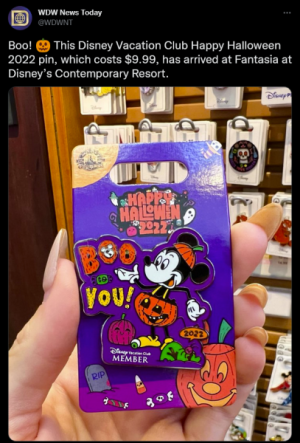 WDW News Today
@WDWNT
Boo! 🎃 This Disney Vacation Club Happy Halloween
2022 pin, which costs $9.99, has arrived at Fantasia at
Disney's Contemporary Resort.
HAPPY
HALLOWEEN
2022
BOO
to
YOU!
2022
Disney Vacation Club
MEMBER
RIP